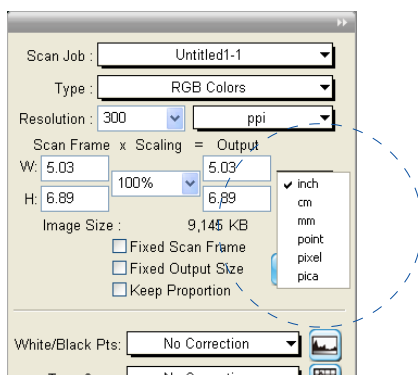 Scan Job : Untitled1-1
Type : RGB Colors
Resolution : 300 ppi
Scan Frame x Scaling = Output
W: 5.03 100% 5.03
H: 6.89 6.89
inch
cm
mm
point
pixel
pica
Image Size : 9,145 KB
Fixed Scan Frame
Fixed Output Size
Keep Proportion
White/Black Pts: No Correction
No Correction